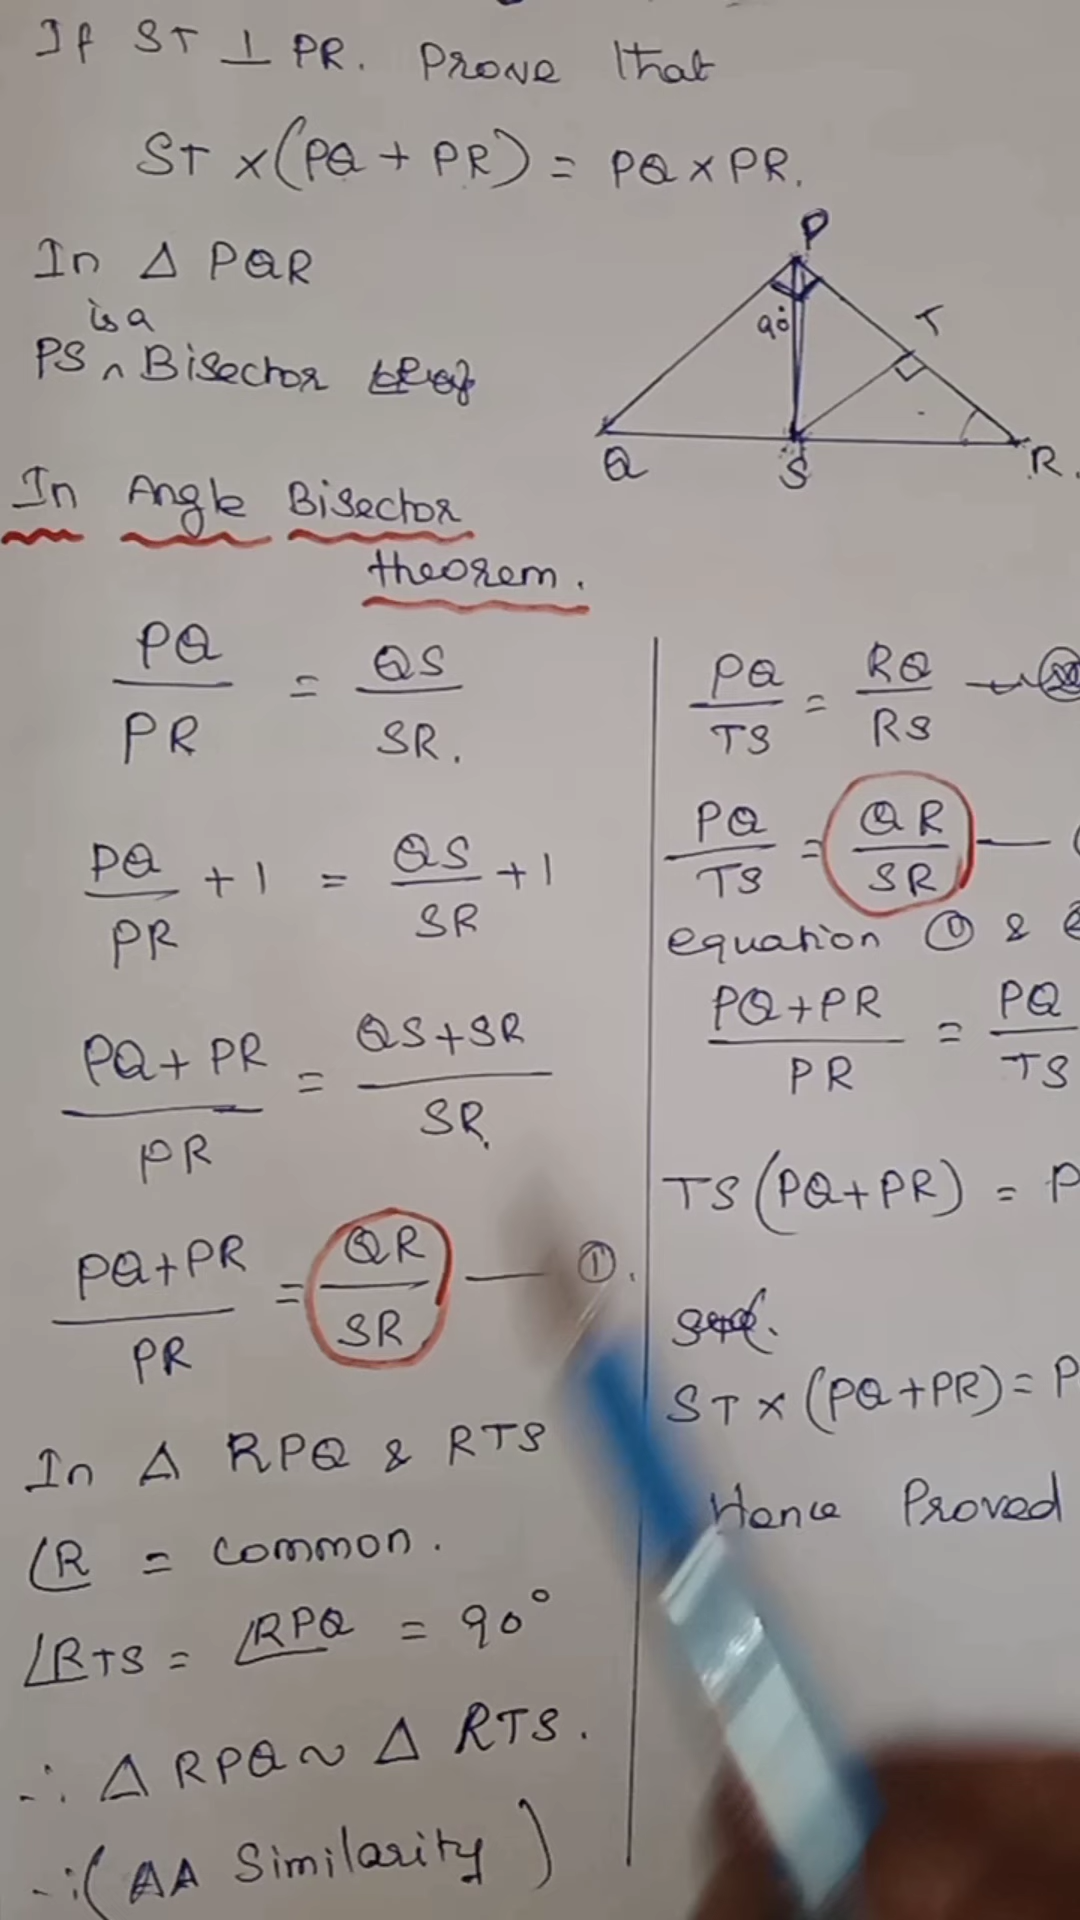 If ST ⊥ PR. Prove that
ST × (PQ + PR) = PQ × PR.
In Δ PQR
is a
PS ^ Bisector
P
90°
T
Q
S
R.
In Angle Bisector
theorem.
PQ/PR = QS/SR.
PQ/PR + 1 = QS/SR + 1
PQ + PR/PR = QS + SR/SR.
PQ + PR/PR = QR/SR — ①.
In Δ RPQ & RTS
∠R = common.
∠RTS = ∠RPQ = 90°
∴ Δ RPQ ~ Δ RTS.
∴ (AA Similarity)
PQ/TS = RQ/RS —
PQ/TS = QR/SR —
equation ① & ②
PQ + PR/PR = PQ/TS
TS (PQ + PR) = P
ST × (PQ + PR) = P
Hence Proved